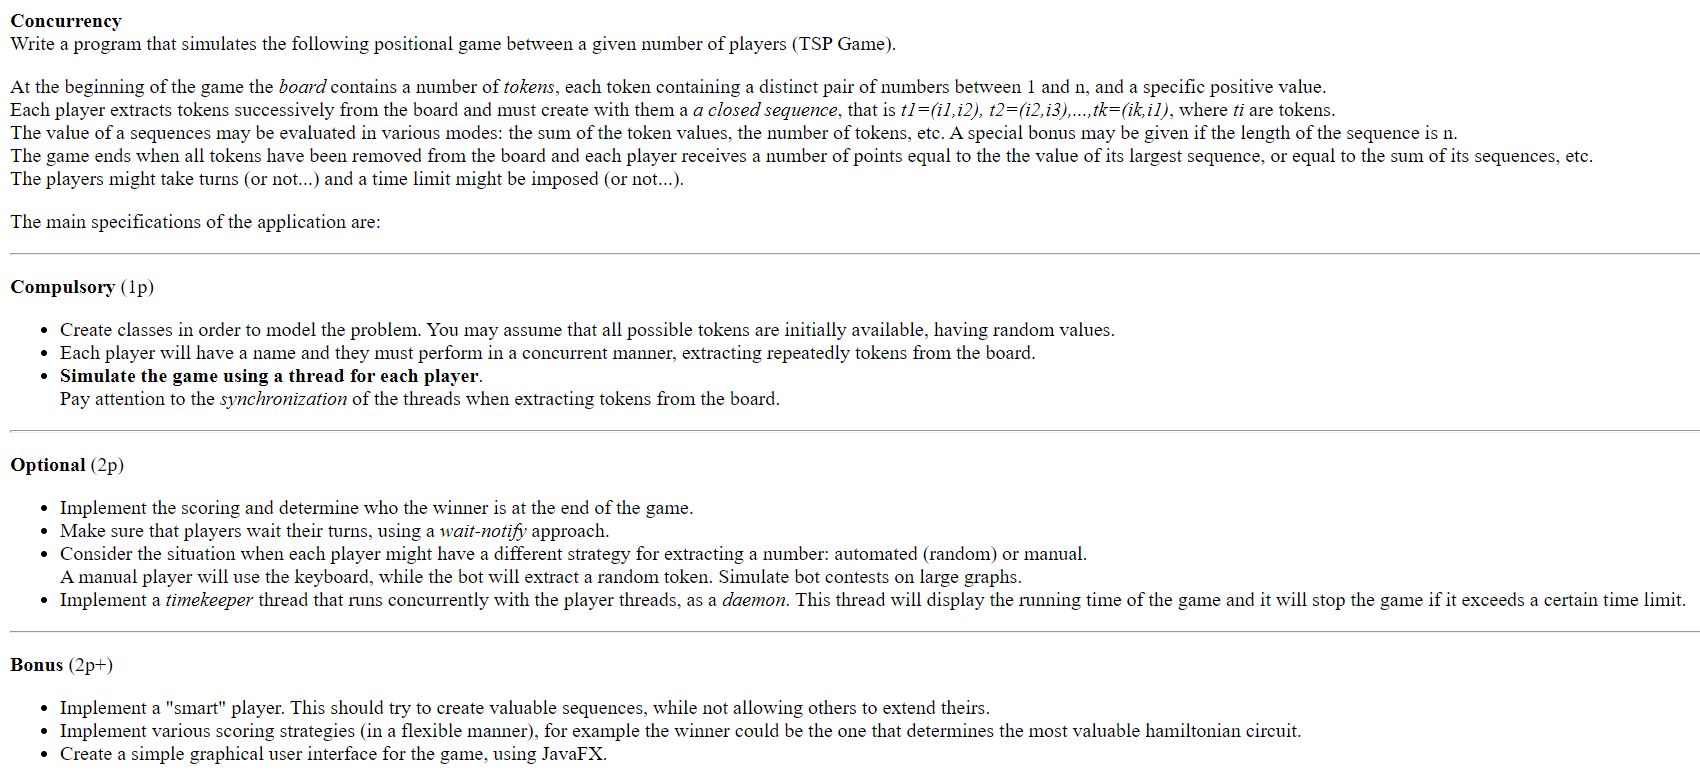 Concurrency
Write a program that simulates the following positional game between a given number of players (TSP Game).
At the beginning of the game the board contains a number of tokens, each token containing a distinct pair of numbers between 1 and n, and a specific positive value.
Each player extracts tokens successively from the board and must create with them a a closed sequence, that is t1=(i1,i2), t2=(i2,i3),...,tk=(ik,i1), where ti are tokens.
The value of a sequences may be evaluated in various modes: the sum of the token values, the number of tokens, etc. A special bonus may be given if the length of the sequence is n.
The game ends when all tokens have been removed from the board and each player receives a number of points equal to the the value of its largest sequence, or equal to the sum of its sequences, etc.
The players might take turns (or not...) and a time limit might be imposed (or not...).
The main specifications of the application are:
Compulsory (1p)
• Create classes in order to model the problem. You may assume that all possible tokens are initially available, having random values.
• Each player will have a name and they must perform in a concurrent manner, extracting repeatedly tokens from the board.
• Simulate the game using a thread for each player.
Pay attention to the synchronization of the threads when extracting tokens from the board.
Optional (2p)
• Implement the scoring and determine who the winner is at the end of the game.
• Make sure that players wait their turns, using a wait-notify approach.
• Consider the situation when each player might have a different strategy for extracting a number: automated (random) or manual.
A manual player will use the keyboard, while the bot will extract a random token. Simulate bot contests on large graphs.
• Implement a timekeeper thread that runs concurrently with the player threads, as a daemon. This thread will display the running time of the game and it will stop the game if it exceeds a certain time limit.
Bonus (2p+)
• Implement a "smart" player. This should try to create valuable sequences, while not allowing others to extend theirs.
• Implement various scoring strategies (in a flexible manner), for example the winner could be the one that determines the most valuable hamiltonian circuit.
• Create a simple graphical user interface for the game, using JavaFX.